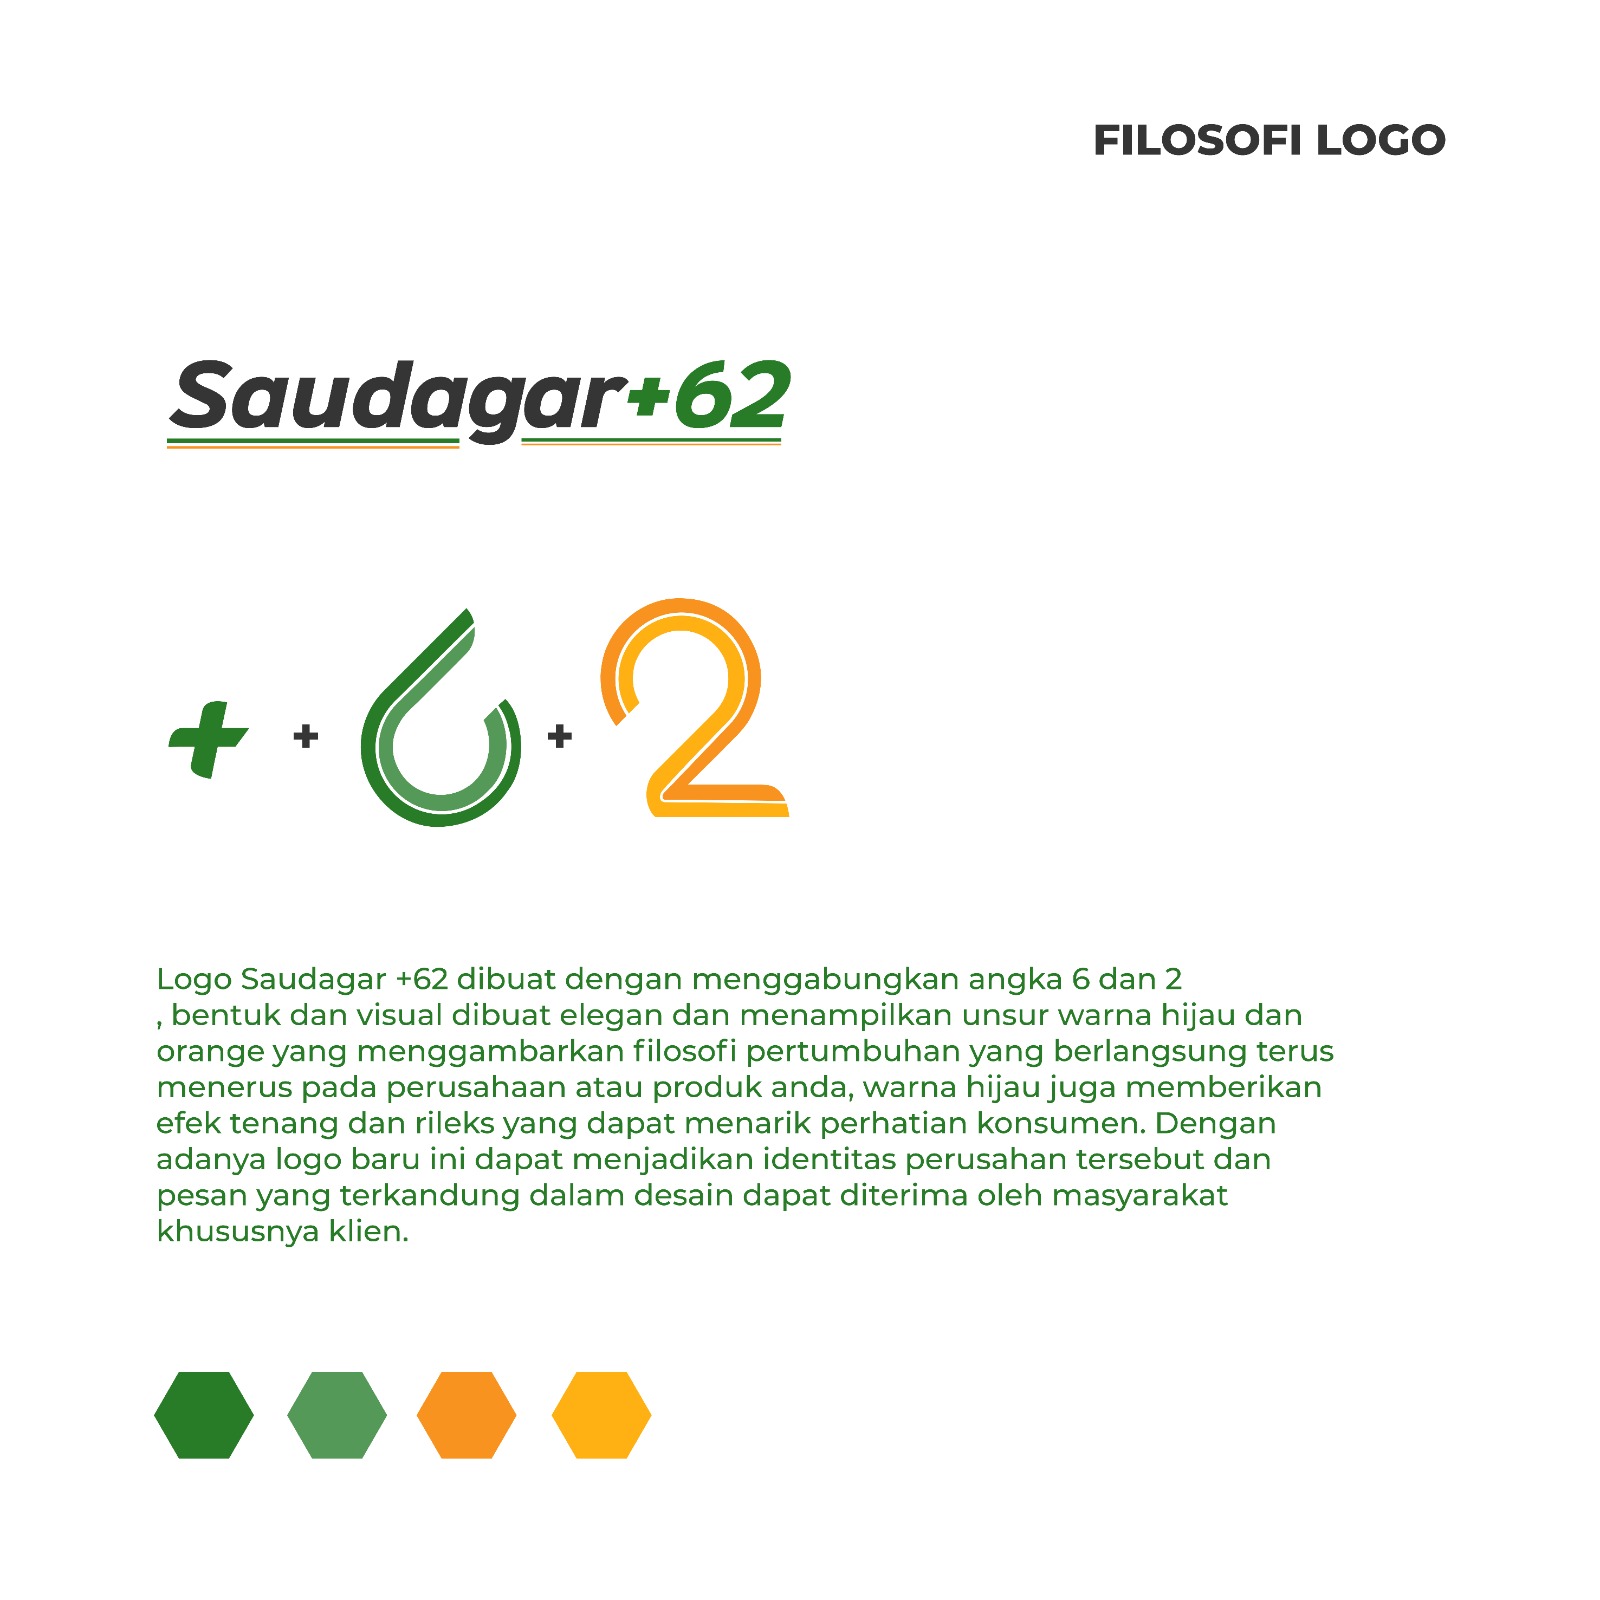 FILOSOFI LOGO
Saudagar+62
+ + 6 + 2
Logo Saudagar +62 dibuat dengan menggabungkan angka 6 dan 2
, bentuk dan visual dibuat elegan dan menampilkan unsur warna hijau dan
orange yang menggambarkan filosofi pertumbuhan yang berlangsung terus
menerus pada perusahaan atau produk anda, warna hijau juga memberikan
efek tenang dan rileks yang dapat menarik perhatian konsumen. Dengan
adanya logo baru ini dapat menjadikan identitas perusahan tersebut dan
pesan yang terkandung dalam desain dapat diterima oleh masyarakat
khususnya klien.